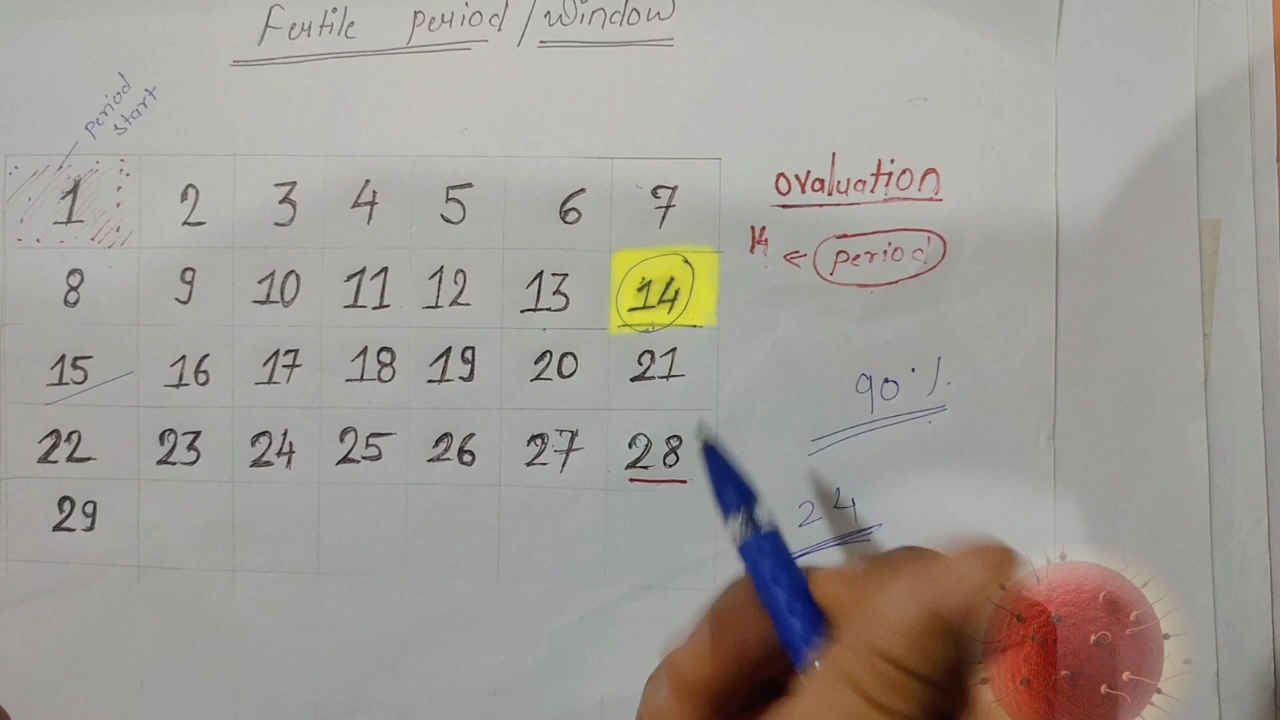 Fertile period/window
period
start
1 2 3 4 5 6 7
8 9 10 11 12 13 14
15 16 17 18 19 20 21
22 23 24 25 26 27 28
29
ovaluation
14 < period
90%
24